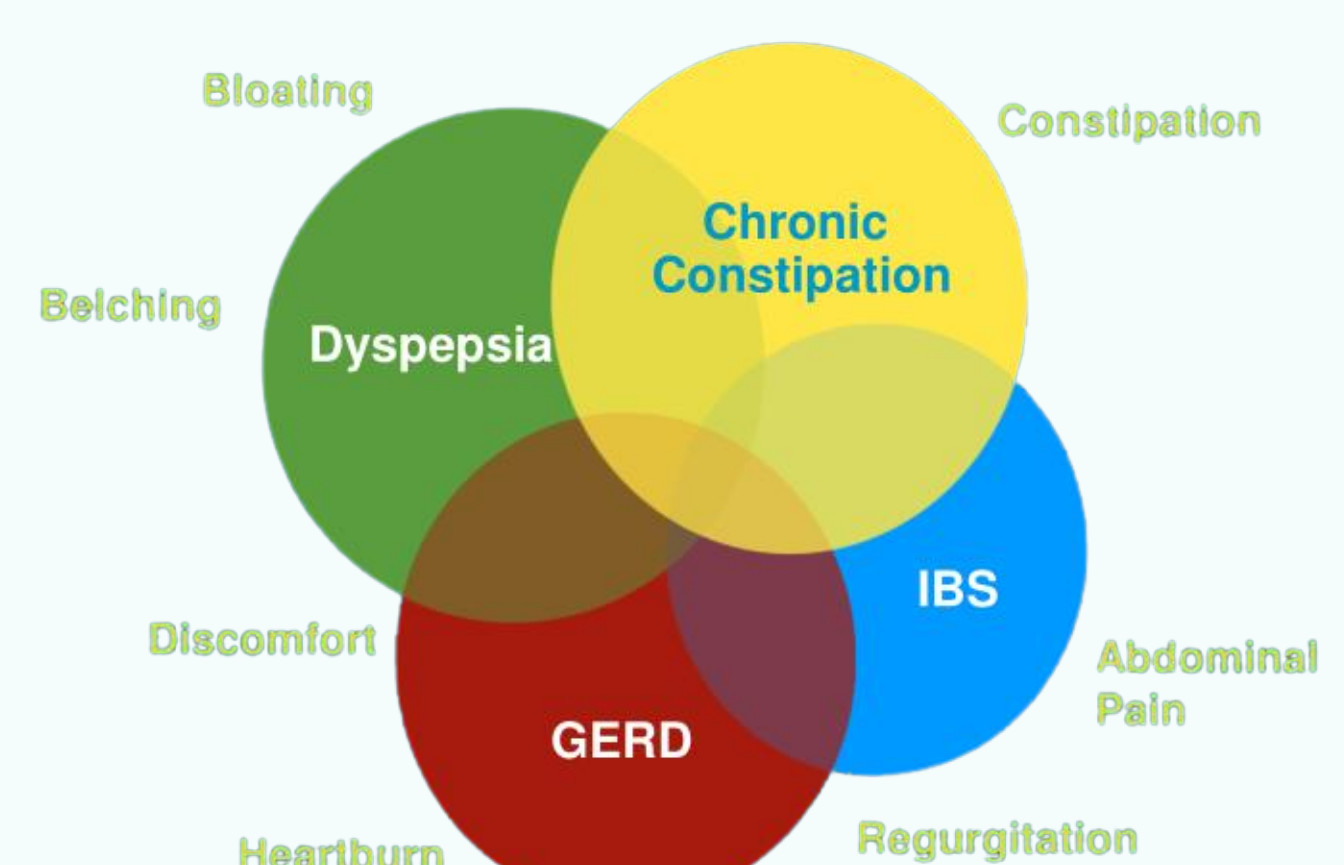 Bloating
Constipation
Chronic
Constipation
Belching
Dyspepsia
IBS
Discomfort
Abdominal
Pain
GERD
Regurgitation
Heartburn